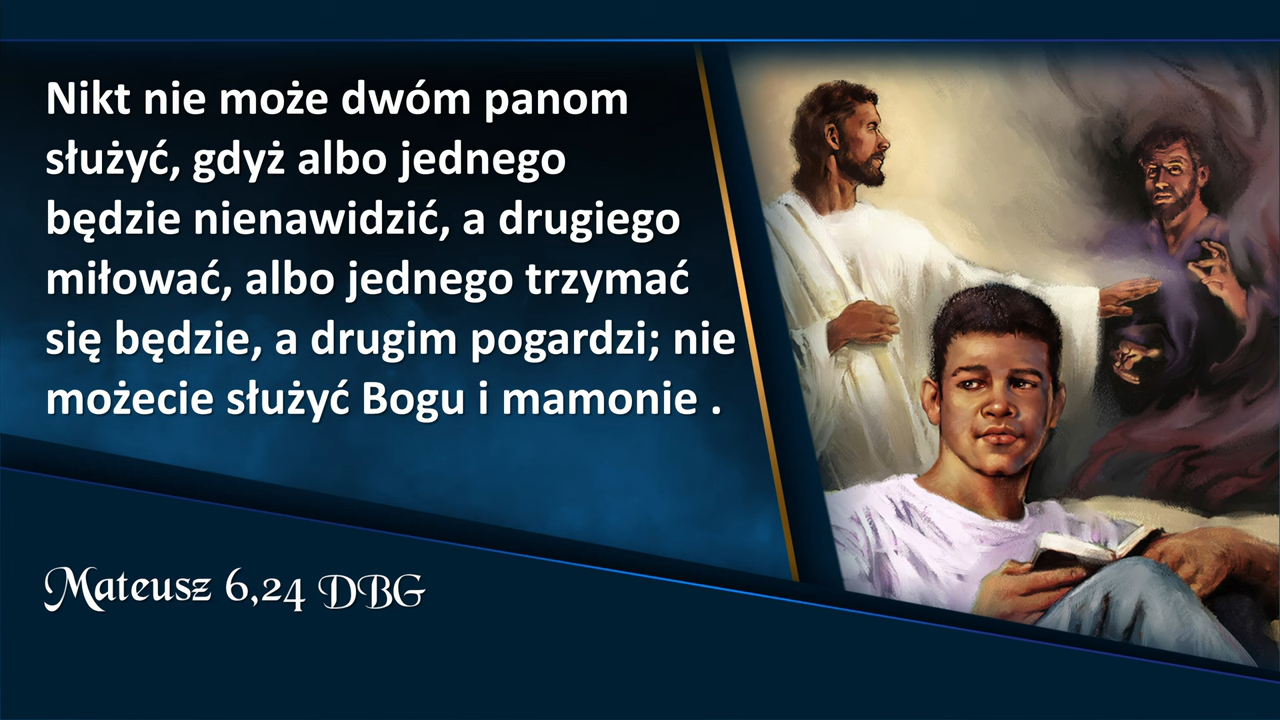 Nikt nie może dwóm panom
służyć, gdyż albo jednego
będzie nienawidzić, a drugiego
miłować, albo jednego trzymać
się będzie, a drugim pogardzi; nie
możecie służyć Bogu i mamonie .
Mateusz 6,24 DBG